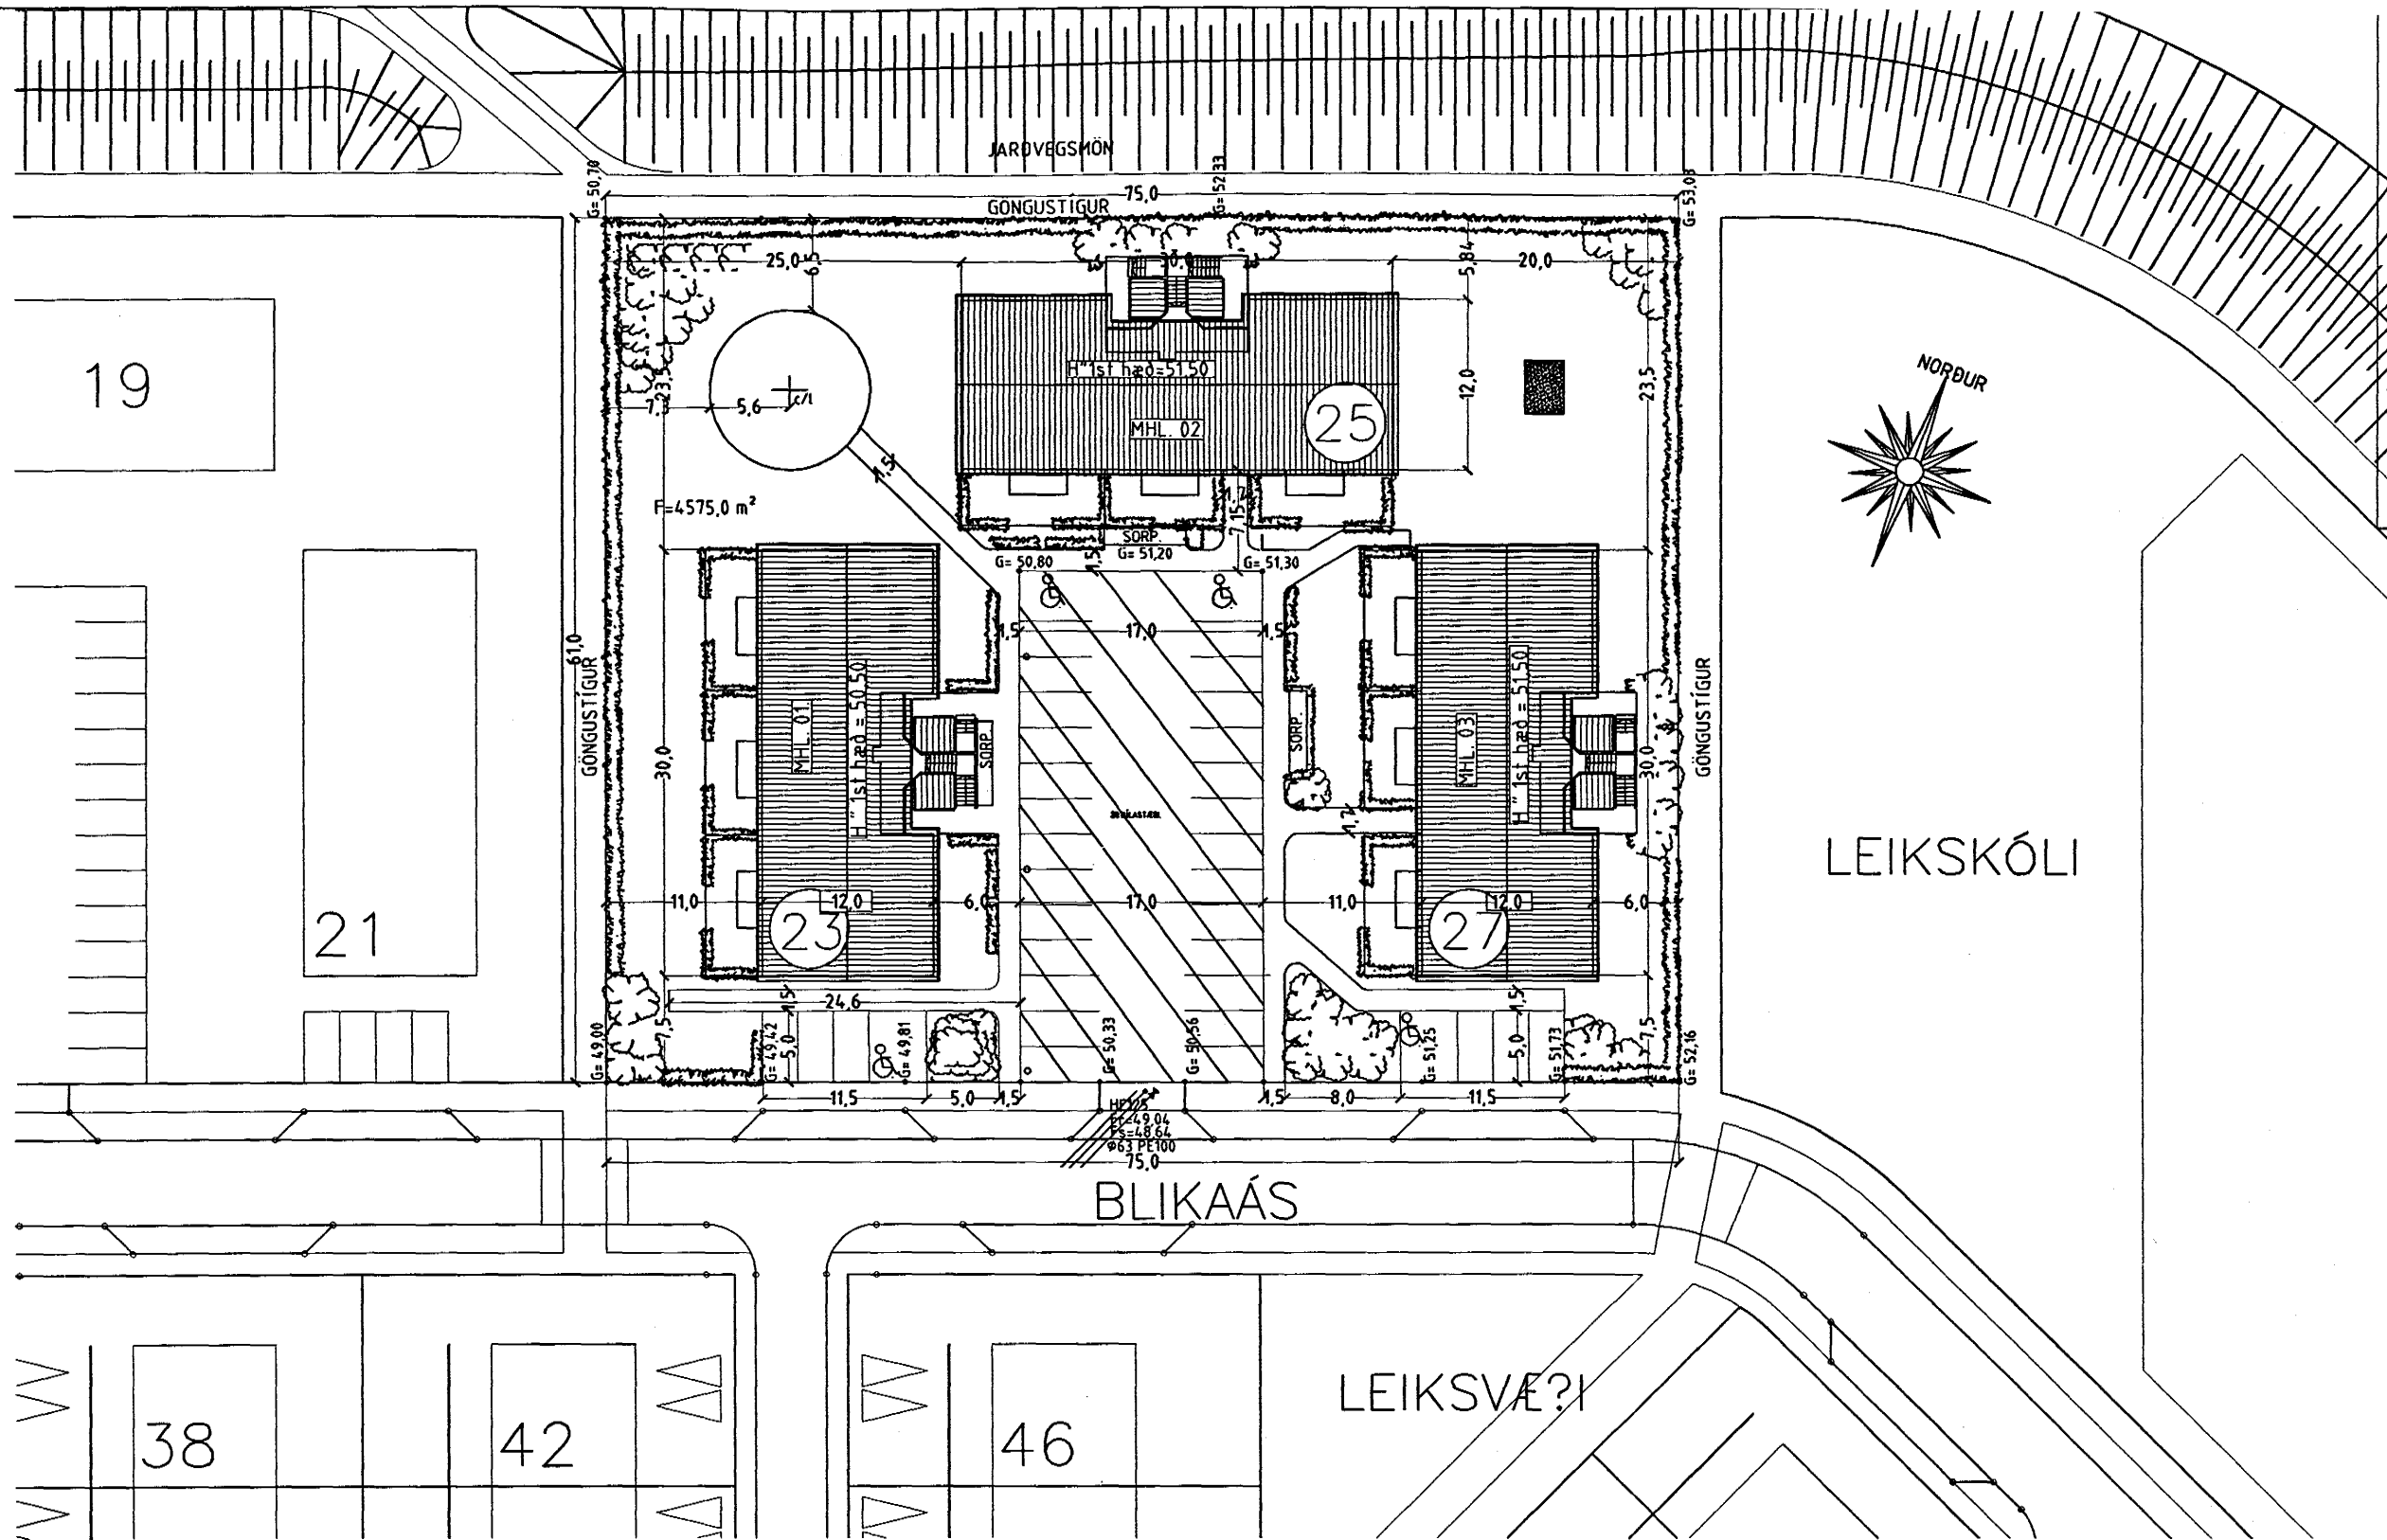 JARDVEGSMÖN
G= 50,70
75,0
G= 52,33
G= 53,03
GÖNGUSTÍGUR
25,0
6,5
30,0
5,84
20,0
19
23,5
7,3
5,6
c/l
H"1st hæð=51,50
MHL. 02
25
12,0
23,5
NORÐUR
1,5
F=4575,0 m²
1,7
7,15
SORP.
G= 51,20
G= 50,80
1,5
G= 51,30
61,0
GÖNGUSTÍGUR
1,5
17,0
1,5
30,0
MHL. 01.
H" 1st hæð = 50 50
SORP.
SORP.
MHL. 03
H" 1st hæð = 51,50
30,0
GÖNGUSTÍGUR
1,7
LEIKSKÓLI
21
11,0
12,0
6,0
17,0
11,0
12,0
6,0
23
27
24,6
1,5
1,5
G= 49,00
7,5
G= 49,42
5,0
G= 49,81
G= 50,33
G= 50,56
G= 51,25
5,0
G= 51,73
7,5
G= 52,16
11,5
5,0
1,5
1,5
8,0
11,5
=49,04
=48,64
Ø63 PE100
75,0
BLIKAÁS
LEIKSVÆ?I
38
42
46